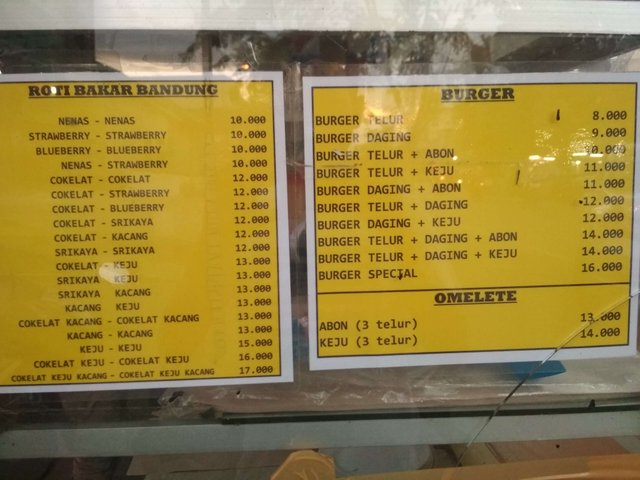 ROTI BAKAR BANDUNG
NENAS - NENAS 10.000
STRAWBERRY - STRAWBERRY 10.000
BLUEBERRY - BLUEBERRY 10.000
NENAS - STRAWBERRY 10.000
COKELAT - COKELAT 12.000
COKELAT - STRAWBERRY 12.000
COKELAT - BLUEBERRY 12.000
COKELAT - SRIKAYA 12.000
COKELAT - KACANG 12.000
SRIKAYA - SRIKAYA 12.000
COKELAT - KEJU 13.000
SRIKAYA KEJU 13.000
SRIKAYA KACANG 13.000
KACANG KEJU 13.000
COKELAT KACANG - COKELAT KACANG 13.000
KACANG - KACANG 13.000
KEJU - KEJU 15.000
COKELAT KEJU - COKELAT KEJU 16.000
COKELAT KEJU KACANG - COKELAT KEJU KACANG 17.000
BURGER
BURGER TELUR 8.000
BURGER DAGING 9.000
BURGER TELUR + ABON 10.000
BURGER TELUR + KEJU 11.000
BURGER DAGING + ABON 11.000
BURGER TELUR + DAGING 12.000
BURGER DAGING + KEJU 12.000
BURGER TELUR + DAGING + ABON 14.000
BURGER TELUR + DAGING + KEJU 14.000
BURGER SPECIAL 16.000
OMELETE
ABON (3 telur) 13.000
KEJU (3 telur) 14.000